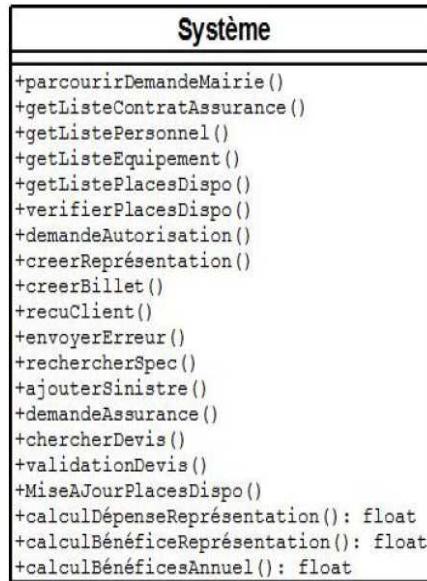 Système
+parcourirDemandeMairie()
+getListeContratAssurance()
+getListePersonnel()
+getListeEquipement()
+getListePlacesDispo()
+verifierPlacesDispo()
+demandeAutorisation()
+creerReprésentation()
+creerBillet()
+recuClient()
+envoyerErreur()
+rechercherSpec()
+ajouterSinistre()
+demandeAssurance()
+chercherDevis()
+validationDevis()
+MiseAJourPlacesDispo()
+calculDépenseReprésentation(): float
+calculBénéficeReprésentation(): float
+calculBénéficesAnnuel(): float